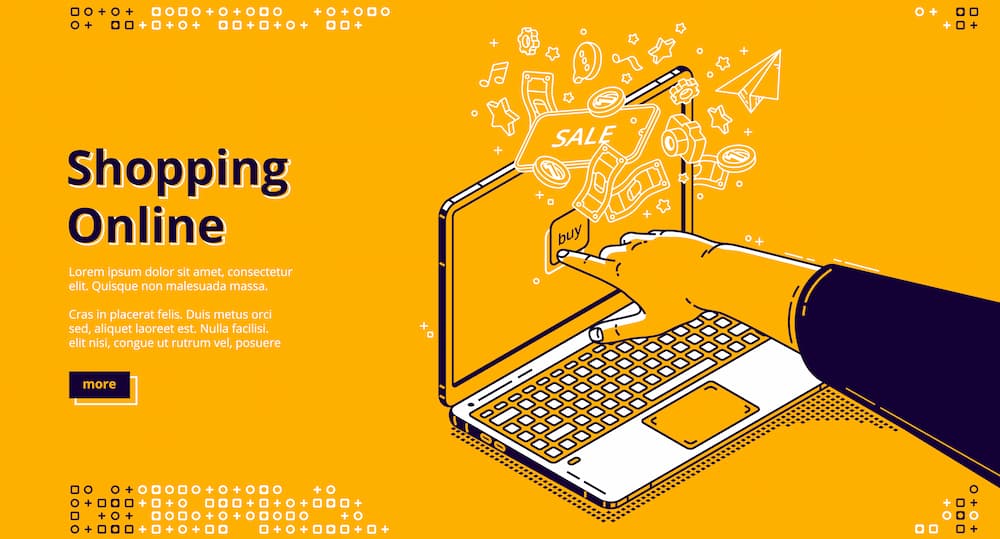 Shopping
Online
Lorem ipsum dolor sit amet, consectetur
elit. Quisque non malesuada massa.
Cras in placerat felis. Duis metus orci
sed, aliquet laoreet est. Nulla facilisi.
elit nisi, congue ut rutrum vel, posuere
more
SALE
buy